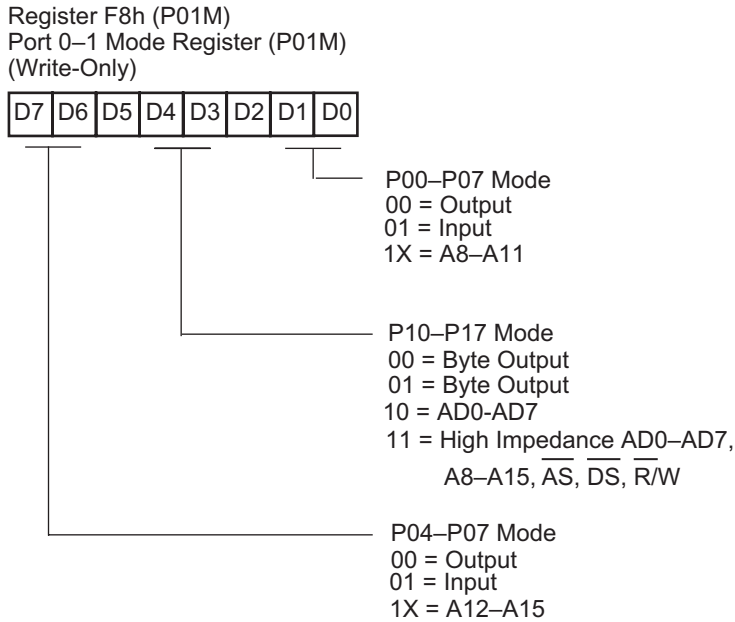 Register F8h (P01M)
Port 0–1 Mode Register (P01M)
(Write-Only)
D7 D6 D5 D4 D3 D2 D1 D0
P00–P07 Mode
00 = Output
01 = Input
1X = A8–A11
P10–P17 Mode
00 = Byte Output
01 = Byte Output
10 = AD0-AD7
11 = High Impedance AD0–AD7,
A8–A15, A̅S̅, D̅S̅, R̅/W
P04–P07 Mode
00 = Output
01 = Input
1X = A12–A15